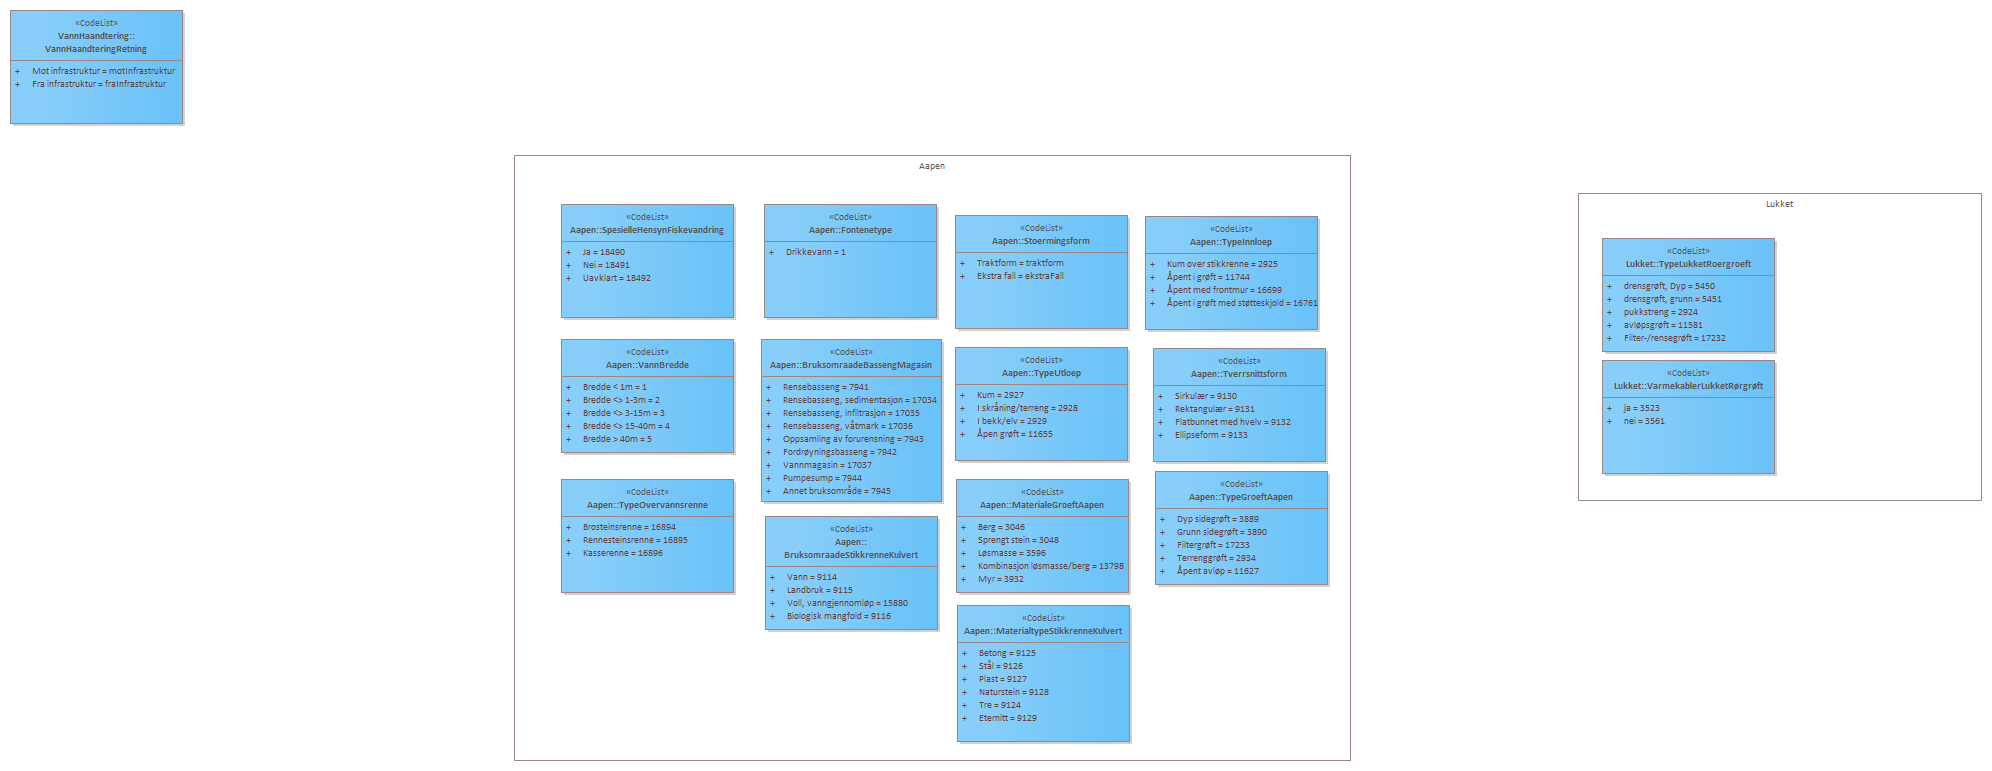 «CodeList»
VannHaandtering::
VannHaandteringRetning
+ Mot infrastruktur = motInfrastruktur
+ Fra infrastruktur = fraInfrastruktur
Aapen
«CodeList»
Aapen::SpesielleHensynFiskevandring
+ Ja = 18490
+ Nei = 18491
+ Uavklart = 18492
«CodeList»
Aapen::Fontenetype
+ Drikkevann = 1
«CodeList»
Aapen::Stoermingsform
+ Traktform = traktform
+ Ekstra fall = ekstraFall
«CodeList»
Aapen::TypeInnloep
+ Kum over stikkrenne = 2925
+ Åpent i grøft = 11744
+ Åpent med frontmur = 16699
+ Åpent i grøft med støtteskjold = 16761
«CodeList»
Aapen::VannBredde
+ Bredde < 1m = 1
+ Bredde <> 1-3m = 2
+ Bredde <> 3-15m = 3
+ Bredde <> 15-40m = 4
+ Bredde > 40m = 5
«CodeList»
Aapen::BruksomraadeBassengMagasin
+ Rensebasseng = 7941
+ Rensebasseng, sedimentasjon = 17034
+ Rensebasseng, infiltrasjon = 17035
+ Rensebasseng, våtmark = 17036
+ Oppsamling av forurensning = 7943
+ Fordrøyningsbasseng = 7942
+ Vannmagasin = 17037
+ Pumpesump = 7944
+ Annet bruksområde = 7945
«CodeList»
Aapen::TypeUtloep
+ Kum = 2927
+ I skråning/terreng = 2928
+ I bekk/elv = 2929
+ Åpen grøft = 11655
«CodeList»
Aapen::Tverrsnittsform
+ Sirkulær = 9130
+ Rektangulær = 9131
+ Flatbunnet med hvelv = 9132
+ Ellipseform = 9133
«CodeList»
Aapen::TypeOvervannsrenne
+ Brosteinsrenne = 16894
+ Rennesteinsrenne = 16895
+ Kasserenne = 16896
«CodeList»
Aapen::
BruksomraadeStikkrenneKulvert
+ Vann = 9114
+ Landbruk = 9115
+ Voll, vanngjennomløp = 15880
+ Biologisk mangfold = 9116
«CodeList»
Aapen::MaterialeGroeftAapen
+ Berg = 3046
+ Sprengt stein = 3048
+ Løsmasse = 3596
+ Kombinasjon løsmasse/berg = 13798
+ Myr = 3932
«CodeList»
Aapen::TypeGroeftAapen
+ Dyp sidegrøft = 3889
+ Grunn sidegrøft = 3890
+ Filtergrøft = 17233
+ Terrenggrøft = 2934
+ Åpent avløp = 11627
«CodeList»
Aapen::MaterialtypeStikkrenneKulvert
+ Betong = 9125
+ Stål = 9126
+ Plast = 9127
+ Naturstein = 9128
+ Tre = 9124
+ Eternitt = 9129
Lukket
«CodeList»
Lukket::TypeLukketRoergroeft
+ drensgrøft, Dyp = 5450
+ drensgrøft, grunn = 5451
+ pukkstreng = 2924
+ avløpsgrøft = 11581
+ Filter-/rensegrøft = 17232
«CodeList»
Lukket::VarmekablerLukketRørgrøft
+ ja = 3523
+ nei = 3561